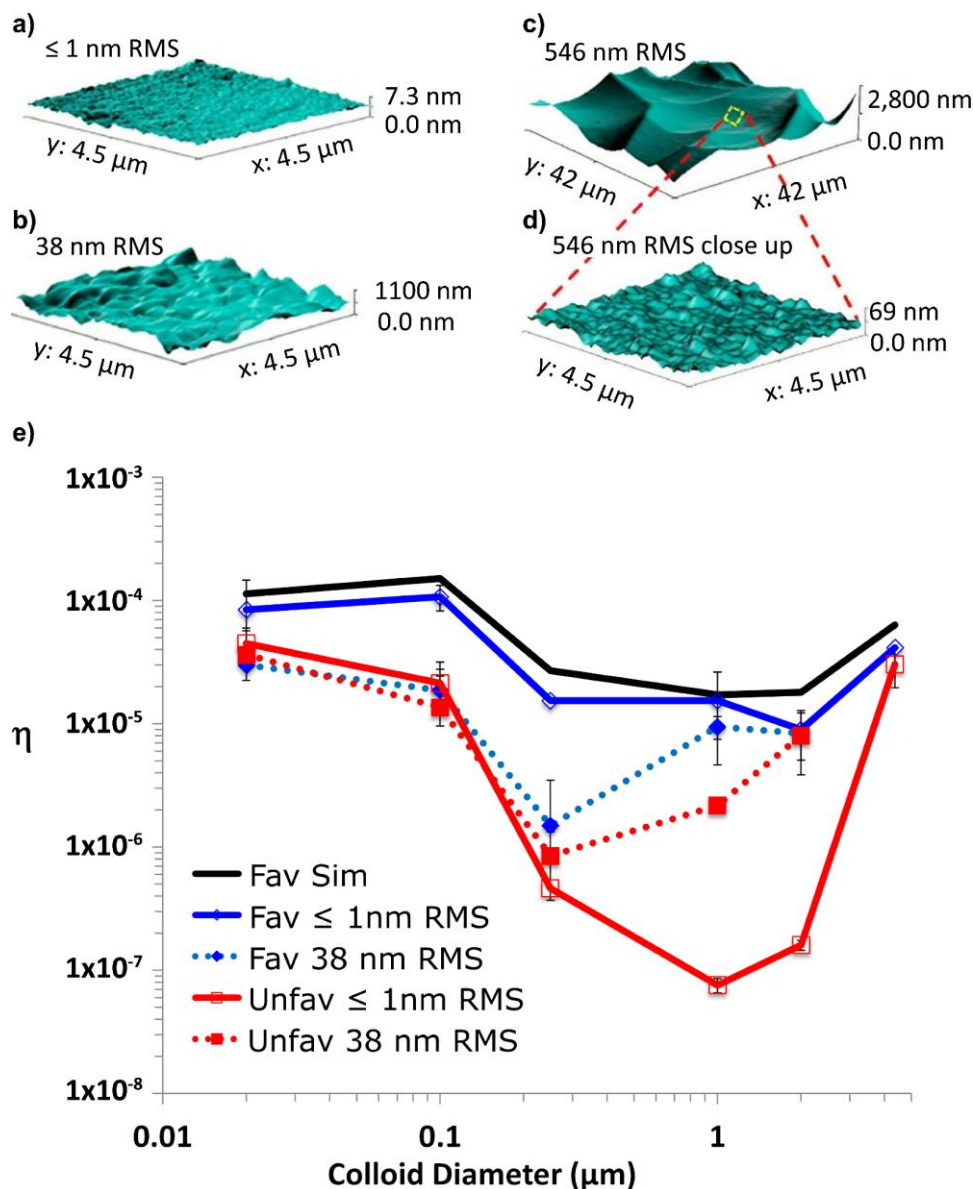 a)
≤ 1 nm RMS
7.3 nm
0.0 nm
y: 4.5 µm
x: 4.5 µm
b)
38 nm RMS
1100 nm
0.0 nm
y: 4.5 µm
x: 4.5 µm
c)
546 nm RMS
2,800 nm
0.0 nm
y: 42 µm
x: 42 µm
d)
546 nm RMS close up
69 nm
0.0 nm
y: 4.5 µm
x: 4.5 µm
e)
1x10⁻³
1x10⁻⁴
1x10⁻⁵
1x10⁻⁶
1x10⁻⁷
1x10⁻⁸
η
Fav Sim
Fav ≤ 1nm RMS
Fav 38 nm RMS
Unfav ≤ 1nm RMS
Unfav 38 nm RMS
0.01 0.1 1
Colloid Diameter (µm)